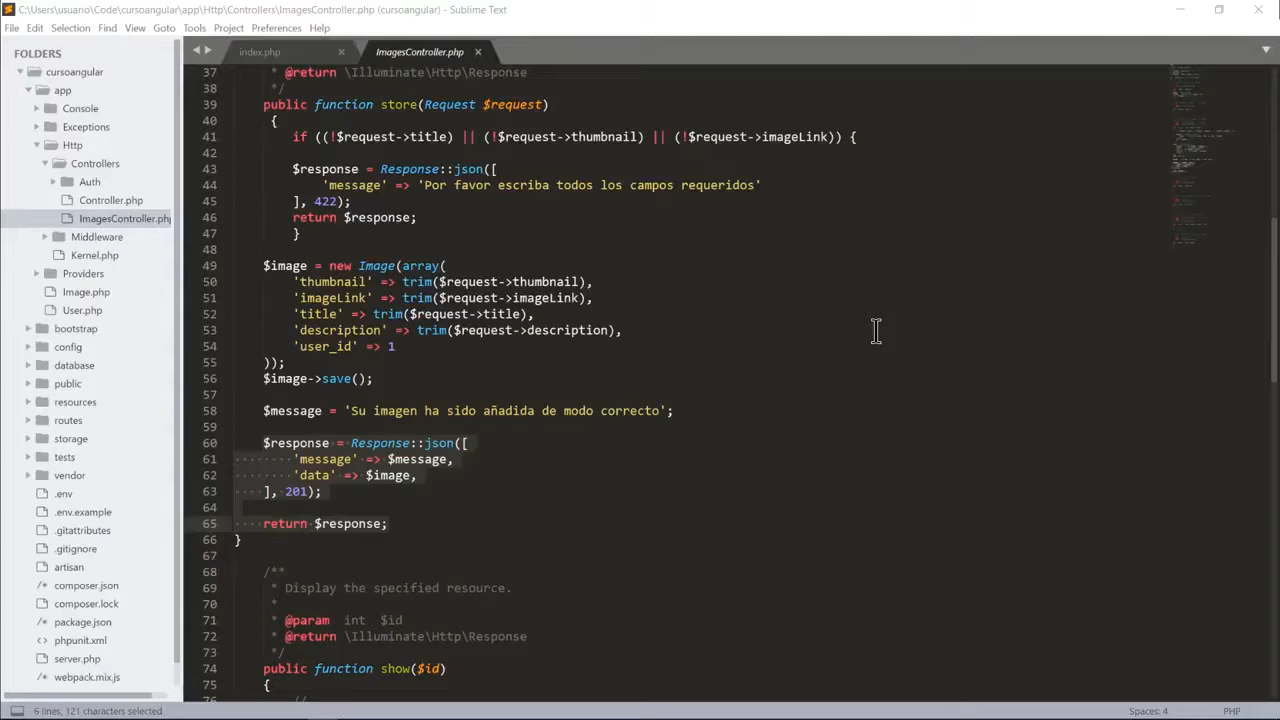 C:\Users\usuario\Code\cursoangular\app\Http\Controllers\ImagesController.php (cursoangular) - Sublime Text
File Edit Selection Find View Goto Tools Project Preferences Help
FOLDERS
cursoangular
app
Console
Exceptions
Http
Controllers
Auth
Controller.php
ImagesController.php
Middleware
Kernel.php
Providers
Image.php
User.php
bootstrap
config
database
public
resources
routes
storage
tests
vendor
.env
.env.example
.gitattributes
.gitignore
artisan
composer.json
composer.lock
package.json
phpunit.xml
server.php
webpack.mix.js
index.php
ImagesController.php
37 * @return \Illuminate\Http\Response
38 */
39 public function store(Request $request)
40 {
41 if ((!$request->title) || (!$request->thumbnail) || (!$request->imageLink)) {
42
43 $response = Response::json([
44 'message' => 'Por favor escriba todos los campos requeridos'
45 ], 422);
46 return $response;
47 }
48
49 $image = new Image(array(
50 'thumbnail' => trim($request->thumbnail),
51 'imageLink' => trim($request->imageLink),
52 'title' => trim($request->title),
53 'description' => trim($request->description),
54 'user_id' => 1
55 ));
56 $image->save();
57
58 $message = 'Su imagen ha sido añadida de modo correcto';
59
60 $response = Response::json([
61 'message' => $message,
62 'data' => $image,
63 ], 201);
64
65 return $response;
66 }
67
68 /**
69 * Display the specified resource.
70 *
71 * @param int $id
72 * @return \Illuminate\Http\Response
73 */
74 public function show($id)
75 {
76 //
6 lines, 121 characters selected
Spaces: 4
PHP